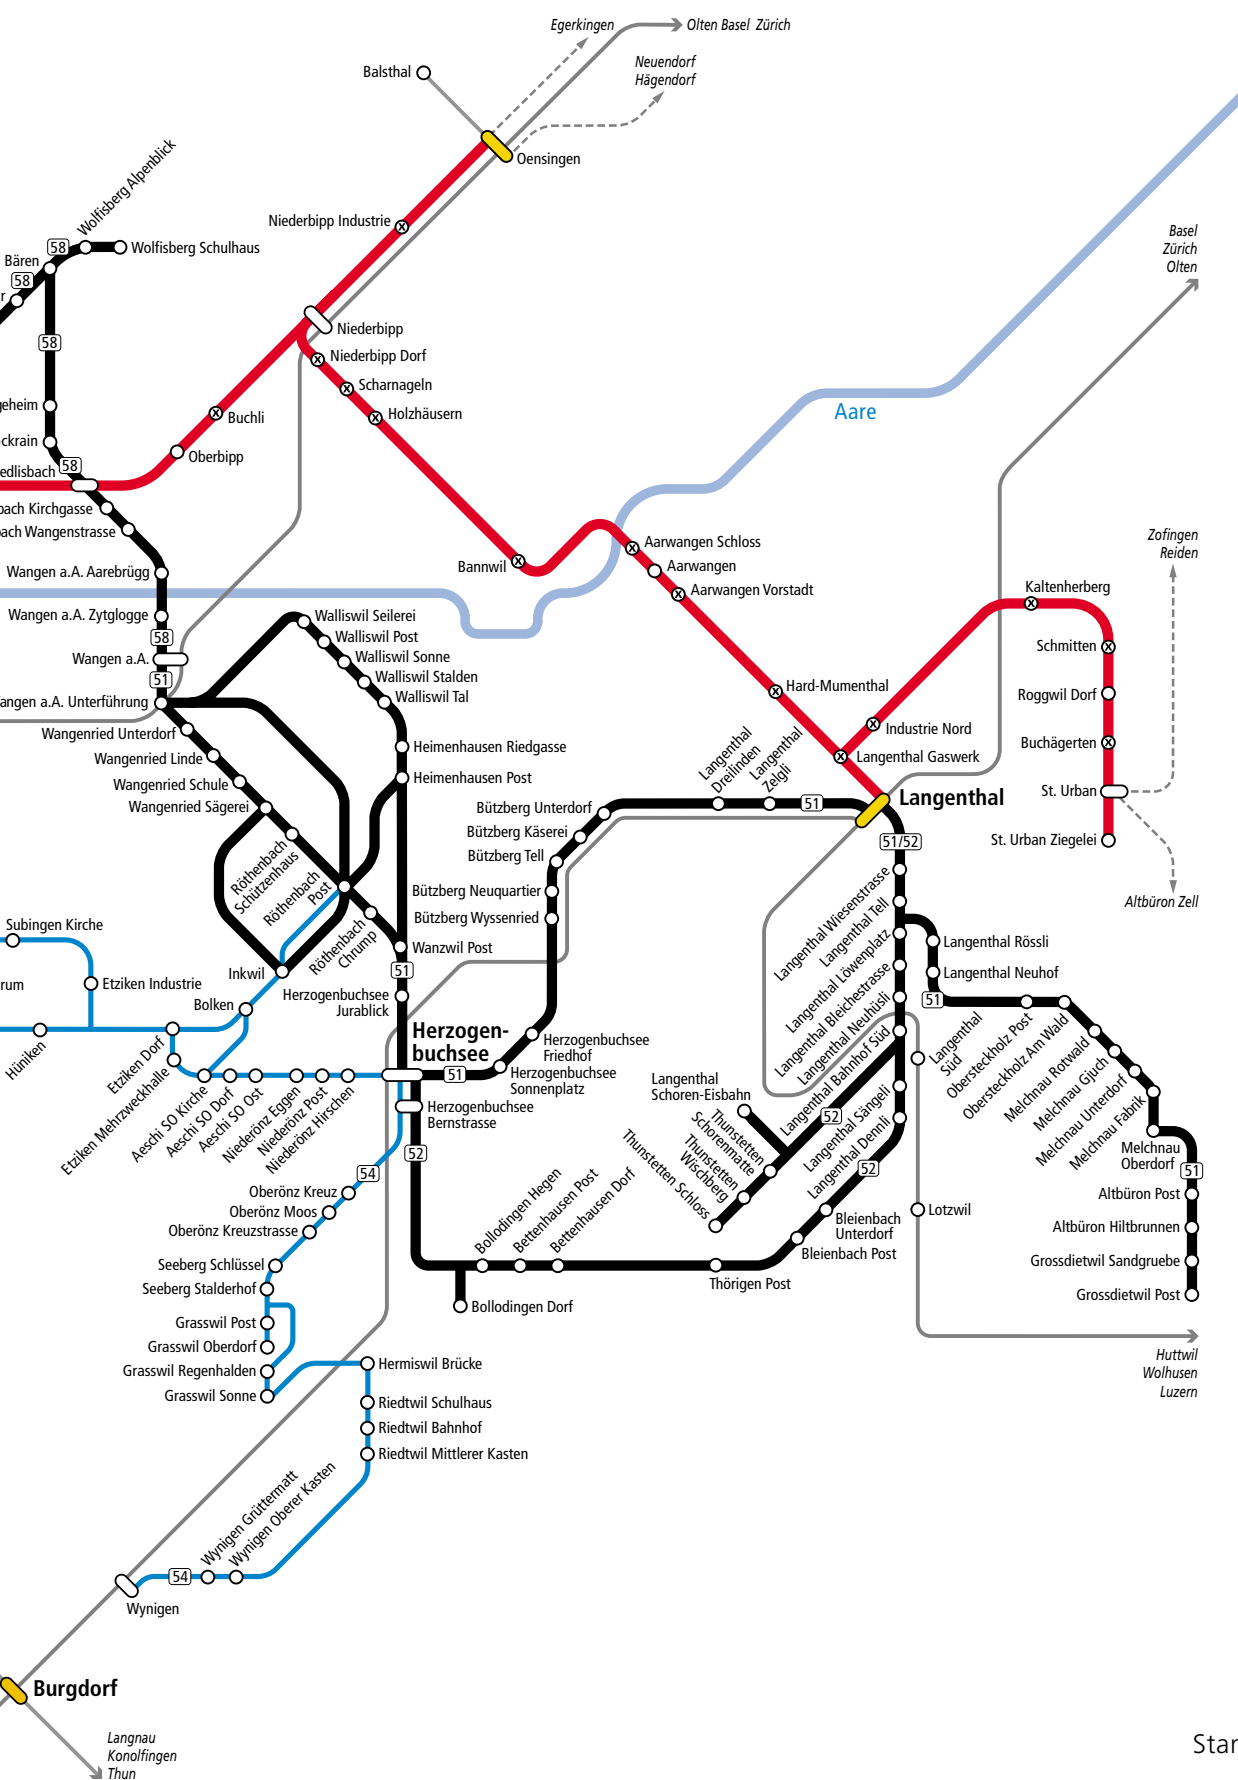 Egerkingen
Olten Basel Zürich
Neuendorf
Hägendorf
Balsthal
Oensingen
Wolfisberg Alpenblick
58
Wolfisberg Schulhaus
Bären
58
r
Niederbipp Industrie
Basel
Zürich
Olten
58
Niederbipp
Niederbipp Dorf
Scharnageln
Holzhäusern
Aare
geheim
Buchli
ckrain
Oberbipp
58
edlisbach
bach Kirchgasse
bach Wangenstrasse
Bannwil
Aarwangen Schloss
Aarwangen
Aarwangen Vorstadt
Zofingen
Reiden
Wangen a.A. Aarebrügg
Wangen a.A. Zytglogge
58
Wangen a.A.
51
angen a.A. Unterführung
Walliswil Seilerei
Walliswil Post
Walliswil Sonne
Walliswil Stalden
Walliswil Tal
Kaltenherberg
Schmitten
Roggwil Dorf
Buchägerten
St. Urban
St. Urban Ziegelei
Altbüron Zell
Hard-Mumenthal
Industrie Nord
Langenthal Gaswerk
Langenthal
Wangenried Unterdorf
Wangenried Linde
Wangenried Schule
Wangenried Sägerei
Heimenhausen Riedgasse
Heimenhausen Post
Langenthal
Dreilinden
Langenthal
Zelgli
51
51/52
Bützberg Unterdorf
Bützberg Käserei
Bützberg Tell
Bützberg Neuquartier
Bützberg Wyssenried
Röthenbach
Schützenhaus
Röthenbach
Post
Röthenbach
Chrump
Wanzwil Post
51
Subingen Kirche
rum
Etziken Industrie
Inkwil
Bolken
Herzogenbuchsee
Jurablick
Herzogen-
buchsee
51
Herzogenbuchsee
Friedhof
Herzogenbuchsee
Sonnenplatz
Herzogenbuchsee
Bernstrasse
52
Hüniken
Etziken Dorf
Etziken Mehrzweckhalle
Aeschi SO Kirche
Aeschi SO Dorf
Aeschi SO Ost
Niederönz Eggen
Niederönz Post
Niederönz Hirschen
54
Langenthal Wiesenstrasse
Langenthal Tell
Langenthal Löwenplatz
Langenthal Bleichestrasse
Langenthal Neuhüsli
Langenthal Bahnhof Süd
Langenthal Rössli
Langenthal Neuhof
51
Langenthal
Süd
Obersteckholz Post
Obersteckholz Am Wald
Melchnau Rotwald
Melchnau Gjuch
Melchnau Unterdorf
Melchnau Fabrik
Melchnau
Oberdorf
51
Altbüron Post
Altbüron Hiltbrunnen
Grossdietwil Sandgruebe
Grossdietwil Post
Langenthal
Schoren-Eisbahn
Thunstetten
Schorenmatte
Thunstetten
Wischberg
Thunstetten Schloss
52
Langenthal Sängeli
Langenthal Dennli
52
Bleienbach
Unterdorf
Bleienbach Post
Lotzwil
Thörigen Post
Oberönz Kreuz
Oberönz Moos
Oberönz Kreuzstrasse
Seeberg Schlüssel
Seeberg Stalderhof
Grasswil Post
Grasswil Oberdorf
Grasswil Regenhalden
Grasswil Sonne
Bollodingen Hegen
Bettenhausen Post
Bettenhausen Dorf
Bollodingen Dorf
Huttwil
Wolhusen
Luzern
Hermiswil Brücke
Riedtwil Schulhaus
Riedtwil Bahnhof
Riedtwil Mittlerer Kasten
Wynigen Grüttermatt
Wynigen Oberer Kasten
54
Wynigen
Burgdorf
Langnau
Konolfingen
Thun
Star